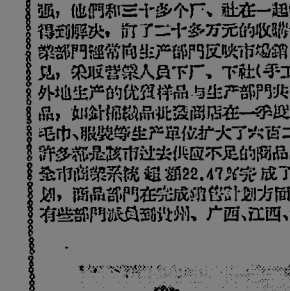 强，他們和三十多个厂、社在一起
得到解决，訂了二十多万元的收購
業部門經常向生产部門反映市場銷
見，采取营業人員下厂、下社(手工
外地生产的优質样品与生产部門共
品，如針棉織品批發商店在一季度
毛巾、服裝等生产單位扩大了六百二
許多都是該市过去供应不足的商品
全市商業系統超額22.47%完成了
划，商品部門在完成銷售計划方面
有些部門派員到貴州、广西、江西、